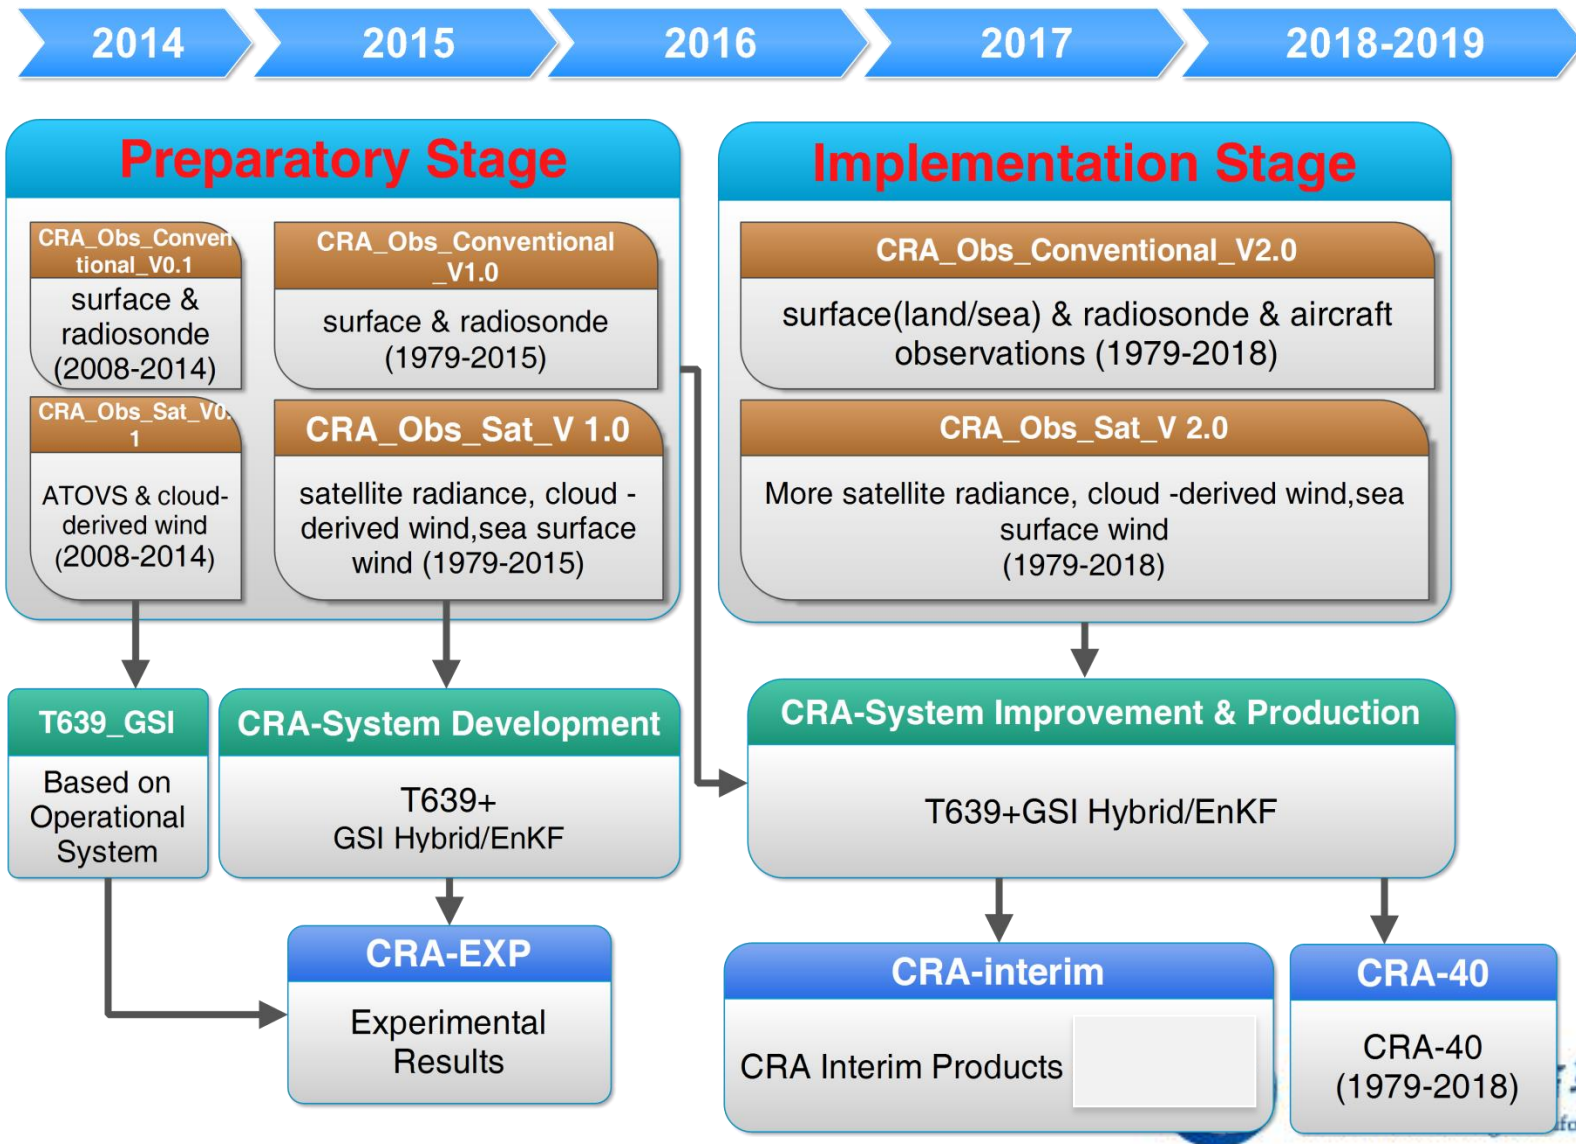 2014
2015
2016
2017
2018-2019
Preparatory Stage
CRA_Obs_Conven
tional_V0.1
surface &
radiosonde
(2008-2014)
CRA_Obs_Conventional
_V1.0
surface & radiosonde
(1979-2015)
CRA_Obs_Sat_V0.
1
ATOVS & cloud-
derived wind
(2008-2014)
CRA_Obs_Sat_V 1.0
satellite radiance, cloud -
derived wind,sea surface
wind (1979-2015)
Implementation Stage
CRA_Obs_Conventional_V2.0
surface(land/sea) & radiosonde & aircraft
observations (1979-2018)
CRA_Obs_Sat_V 2.0
More satellite radiance, cloud -derived wind,sea
surface wind
(1979-2018)
T639_GSI
Based on
Operational
System
CRA-System Development
T639+
GSI Hybrid/EnKF
CRA-System Improvement & Production
T639+GSI Hybrid/EnKF
CRA-EXP
Experimental
Results
CRA-interim
CRA Interim Products
CRA-40
CRA-40
(1979-2018)